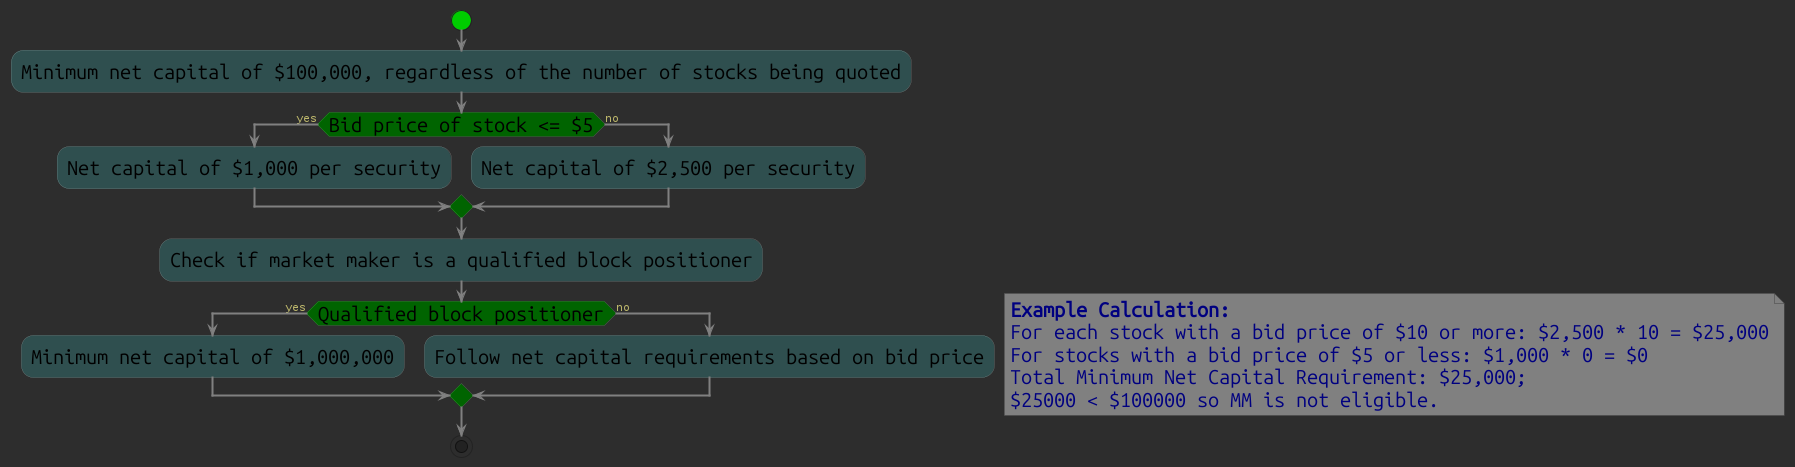 Minimum net capital of $100,000, regardless of the number of stocks being quoted
yes
Bid price of stock <= $5
no
Net capital of $1,000 per security
Net capital of $2,500 per security
Check if market maker is a qualified block positioner
yes
Qualified block positioner
no
Minimum net capital of $1,000,000
Follow net capital requirements based on bid price
Example Calculation:
For each stock with a bid price of $10 or more: $2,500 * 10 = $25,000
For stocks with a bid price of $5 or less: $1,000 * 0 = $0
Total Minimum Net Capital Requirement: $25,000;
$25000 < $100000 so MM is not eligible.